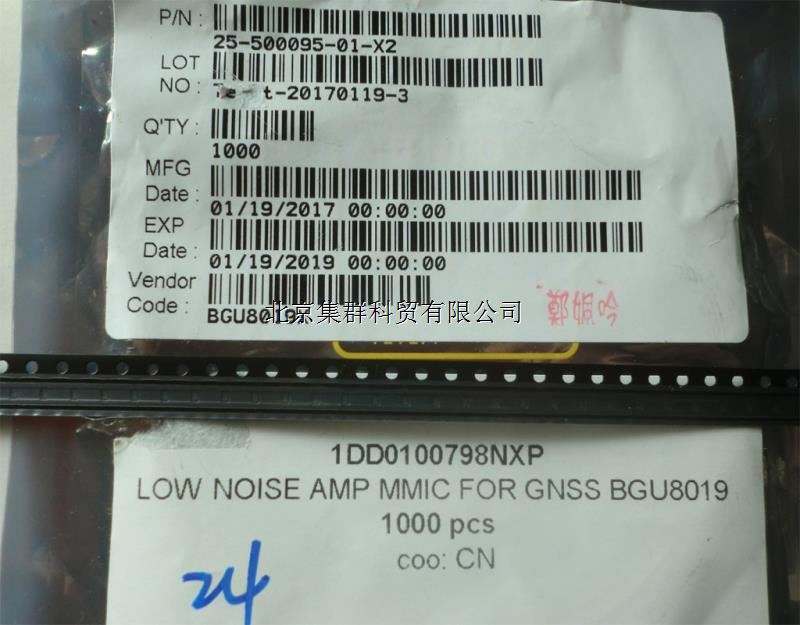 P/N :
25-500095-01-X2
LOT
NO : t-20170119-3
Q'TY :
1000
MFG
Date :
01/19/2017 00:00:00
EXP
Date :
01/19/2019 00:00:00
Vendor
Code :
BGU8019X
北京集群科贸有限公司
1DD0100798NXP
LOW NOISE AMP MMIC FOR GNSS BGU8019
1000 pcs
coo: CN
24